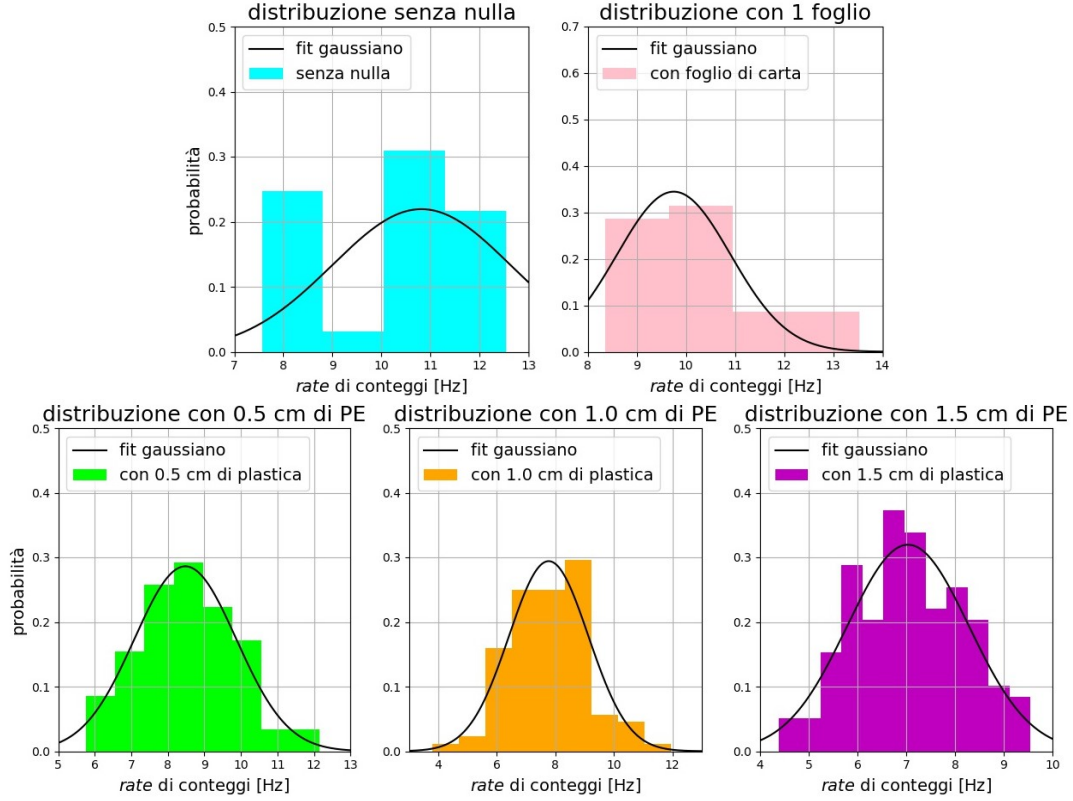 distribuzione senza nulla
fit gaussiano
senza nulla
probabilità
0.5
0.4
0.3
0.2
0.1
0.0
7 8 9 10 11 12 13
rate di conteggi [Hz]
distribuzione con 1 foglio
fit gaussiano
con foglio di carta
0.7
0.6
0.5
0.4
0.3
0.2
0.1
0.0
8 9 10 11 12 13 14
rate di conteggi [Hz]
distribuzione con 0.5 cm di PE
fit gaussiano
con 0.5 cm di plastica
probabilità
0.5
0.4
0.3
0.2
0.1
0.0
5 6 7 8 9 10 11 12 13
rate di conteggi [Hz]
distribuzione con 1.0 cm di PE
fit gaussiano
con 1.0 cm di plastica
0.5
0.4
0.3
0.2
0.1
0.0
4 6 8 10 12
rate di conteggi [Hz]
distribuzione con 1.5 cm di PE
fit gaussiano
con 1.5 cm di plastica
0.5
0.4
0.3
0.2
0.1
0.0
4 5 6 7 8 9 10
rate di conteggi [Hz]